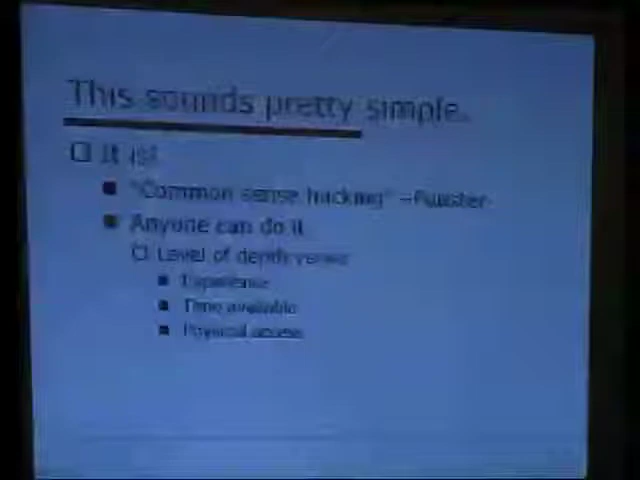 This sounds pretty simple.
It is!
"Common sense hacking" –
Anyone can do it
Level of depth varies
Experience
Time available
Physical access